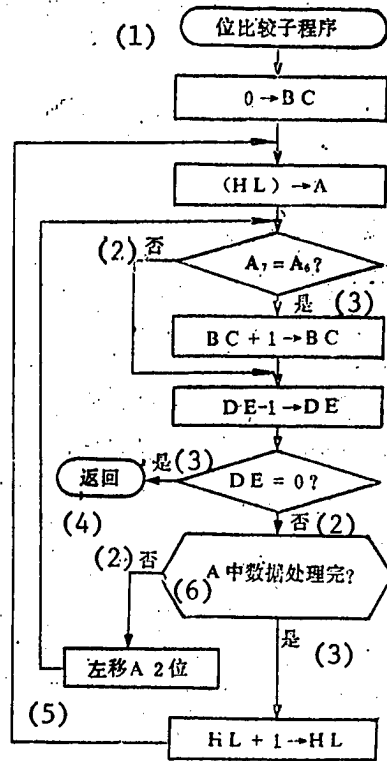 (1) 位比较子程序
0→BC
(HL)→A
(2) 否
A₇=A₆?
是 (3)
BC+1→BC
DE-1→DE
是(3)
返回
DE=0?
(4)
否(2)
(2) 否
(6)
A中数据处理完?
是 (3)
左移A 2位
(5)
HL+1→HL